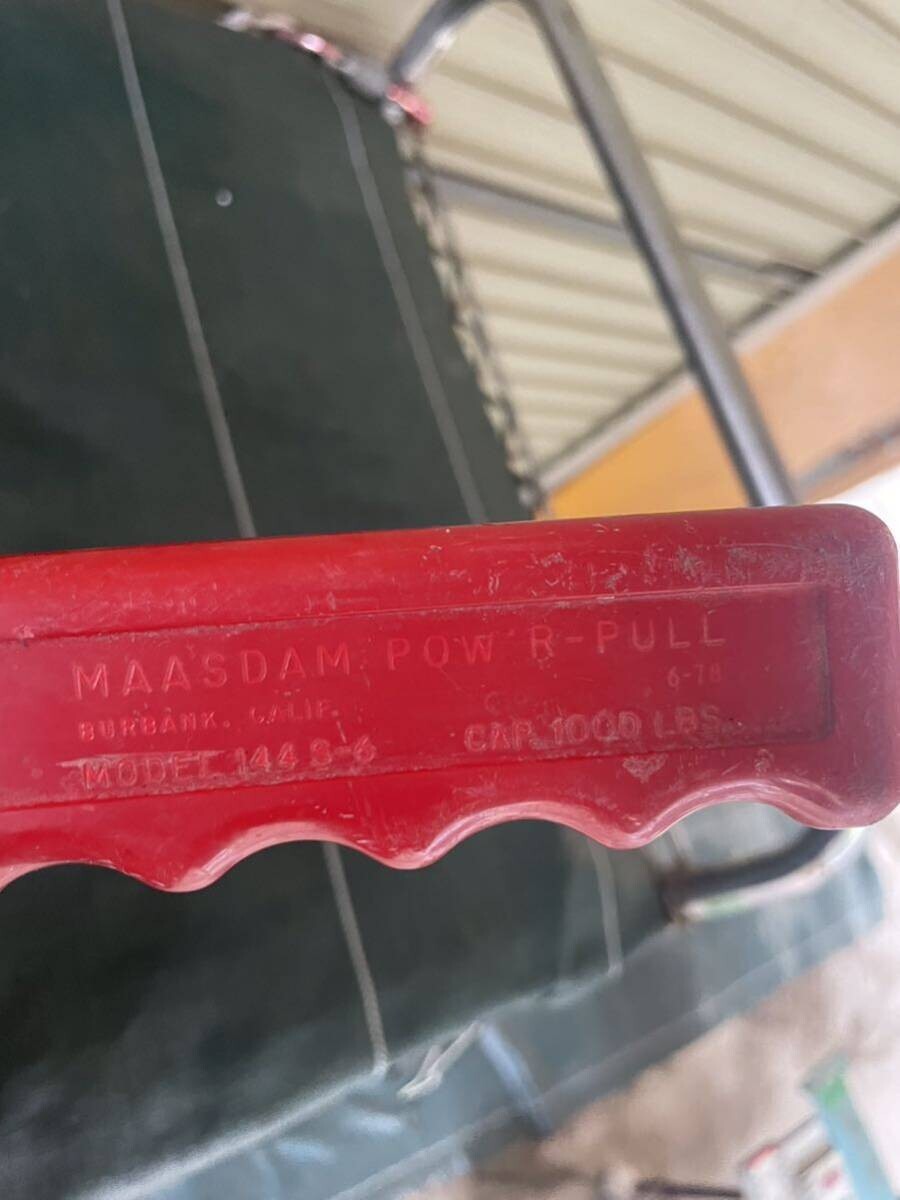 MAASDAM POW'R-PULL
6-78
BURBANK, CALIF.
MODEL 144 S-6 CAP. 1000 LBS.